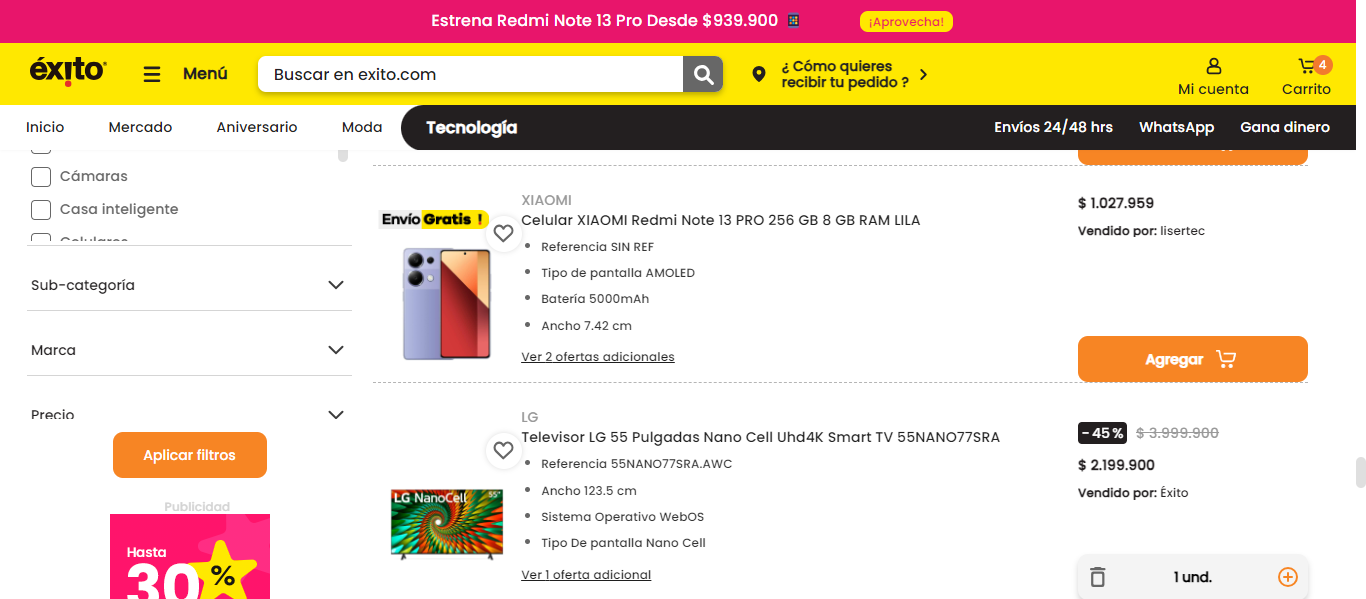 Estrena Redmi Note 13 Pro Desde $939.900
¡Aprovecha!
éxito
Menú
Buscar en exito.com
¿ Cómo quieres
recibir tu pedido ?
Mi cuenta
4
Carrito
Inicio
Mercado
Aniversario
Moda
Tecnología
Envíos 24/48 hrs
WhatsApp
Gana dinero
Cámaras
Casa inteligente
Celulares
Sub-categoría
Marca
Precio
Aplicar filtros
Publicidad
Hasta
30 %
Envío Gratis !
XIAOMI
Celular XIAOMI Redmi Note 13 PRO 256 GB 8 GB RAM LILA
Referencia SIN REF
Tipo de pantalla AMOLED
Batería 5000mAh
Ancho 7.42 cm
Ver 2 ofertas adicionales
$ 1.027.959
Vendido por: lisertec
Agregar
LG NanoCell 55"
LG
Televisor LG 55 Pulgadas Nano Cell Uhd4K Smart TV 55NANO77SRA
Referencia 55NANO77SRA.AWC
Ancho 123.5 cm
Sistema Operativo WebOS
Tipo De pantalla Nano Cell
Ver 1 oferta adicional
- 45 % $ 3.999.900
$ 2.199.900
Vendido por: Éxito
1 und.